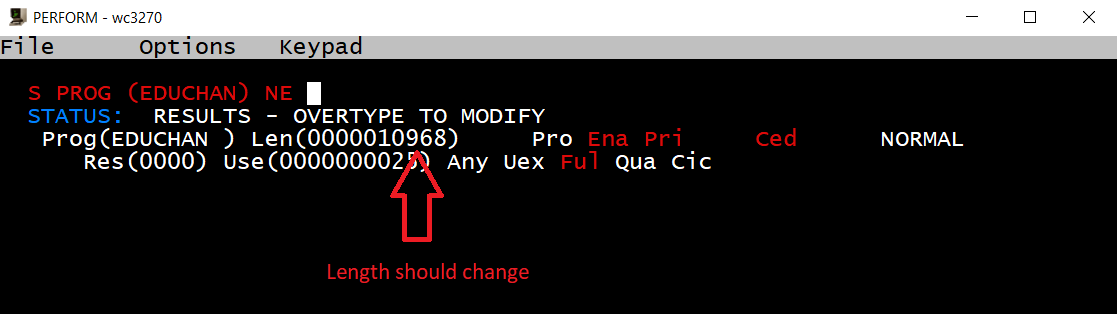 PERFORM - wc3270
File Options Keypad
S PROG (EDUCHAN) NE
STATUS: RESULTS - OVERTYPE TO MODIFY
Prog(EDUCHAN ) Len(0000010968) Pro Ena Pri Ced NORMAL
Res(0000) Use(0000000025) Any Uex Ful Qua Cic
Length should change